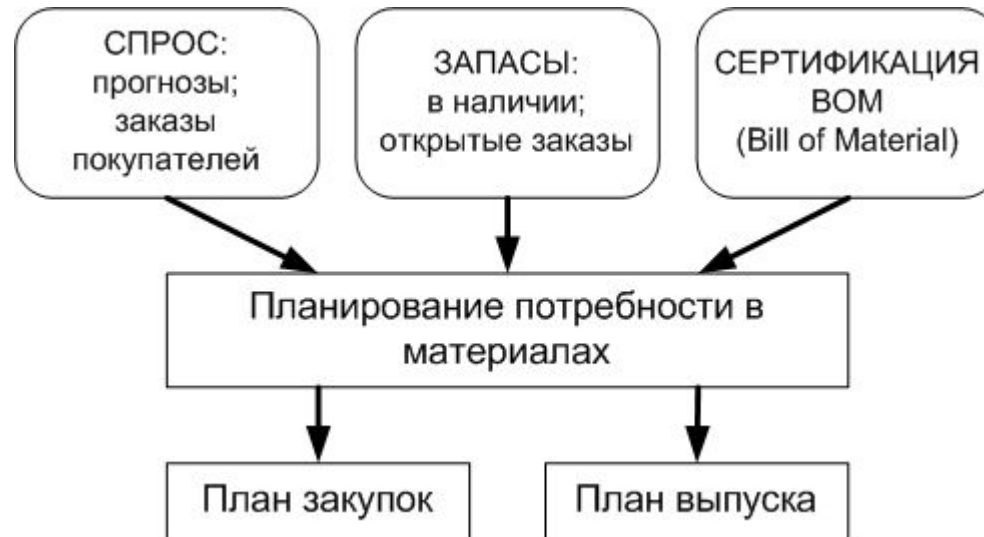 СПРОС:
прогнозы;
заказы
покупателей
ЗАПАСЫ:
в наличии;
открытые заказы
СЕРТИФИКАЦИЯ
BOM
(Bill of Material)
Планирование потребности в
материалах
План закупок
План выпуска